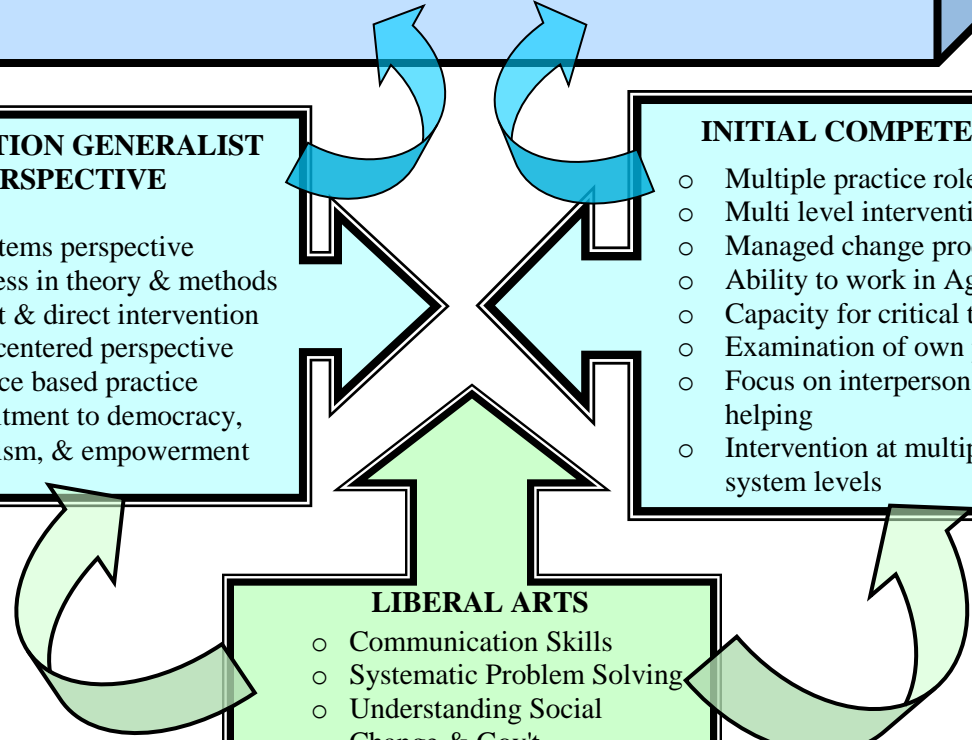 TION GENERALIST
RSPECTIVE
tems perspective
ess in theory & methods
t & direct intervention
centered perspective
ce based practice
tment to democracy,
ism, & empowerment
INITIAL COMPETE
o Multiple practice role
o Multi level interventi
o Managed change pro
o Ability to work in Ag
o Capacity for critical t
o Examination of own
o Focus on interperson
helping
o Intervention at multip
system levels
LIBERAL ARTS
o Communication Skills
o Systematic Problem Solving
o Understanding Social
Change & Gov't